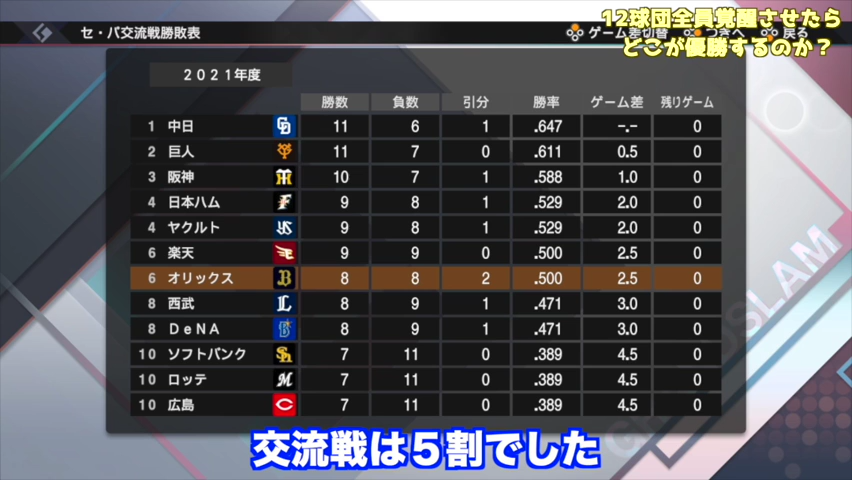 12球団全員覚醒させたら
どこが優勝するのか?
セ・パ交流戦勝敗表
ゲーム差切替 つぎへ 戻る
2021年度
勝数 負数 引分 勝率 ゲーム差 残りゲーム
1 中日 11 6 1 .647 -.- 0
2 巨人 11 7 0 .611 0.5 0
3 阪神 10 7 1 .588 1.0 0
4 日本ハム 9 8 1 .529 2.0 0
4 ヤクルト 9 8 1 .529 2.0 0
6 楽天 9 9 0 .500 2.5 0
6 オリックス 8 8 2 .500 2.5 0
8 西武 8 9 1 .471 3.0 0
8 DeNA 8 9 1 .471 3.0 0
10 ソフトバンク 7 11 0 .389 4.5 0
10 ロッテ 7 11 0 .389 4.5 0
10 広島 7 11 0 .389 4.5 0
交流戦は5割でした